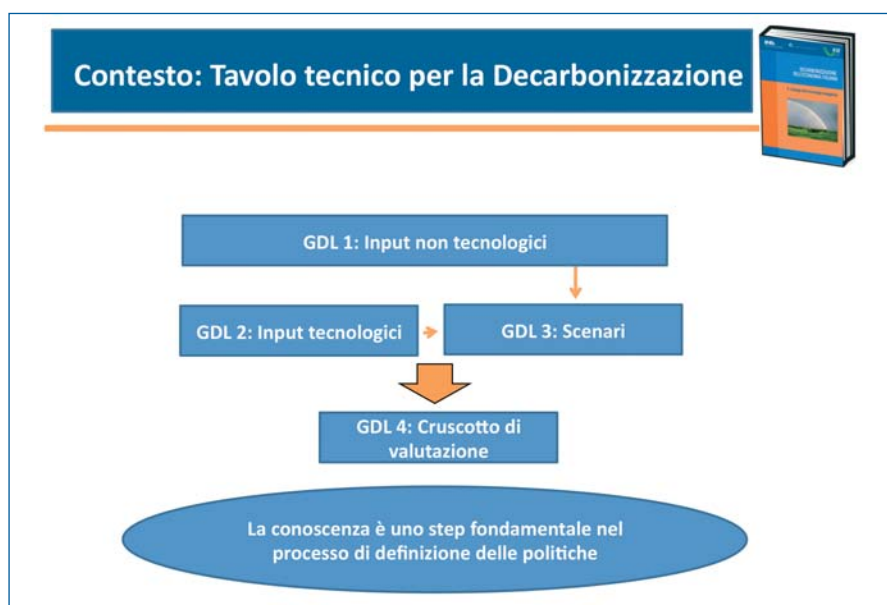 Contesto: Tavolo tecnico per la Decarbonizzazione
GDL 1: Input non tecnologici
GDL 2: Input tecnologici
GDL 3: Scenari
GDL 4: Cruscotto di
valutazione
La conoscenza è uno step fondamentale nel
processo di definizione delle politiche